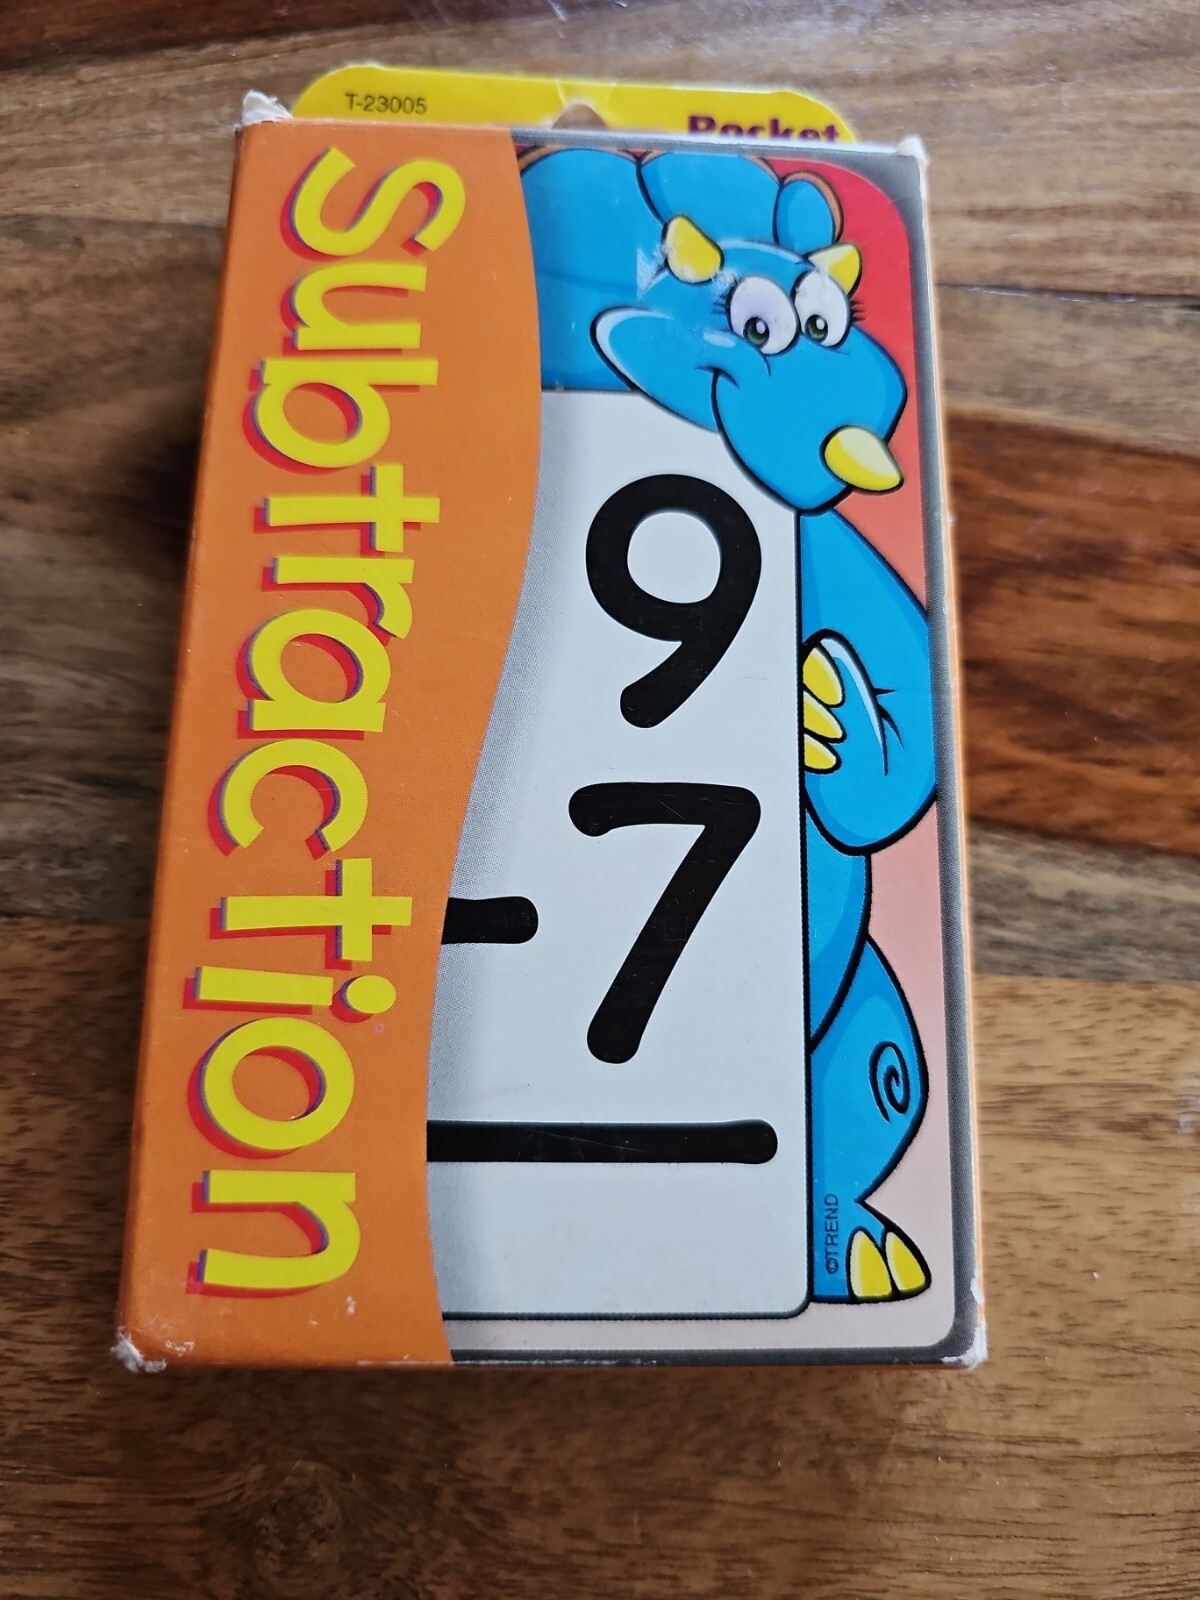 T-23005
Pocket
Subtraction
9
- 7
©TREND